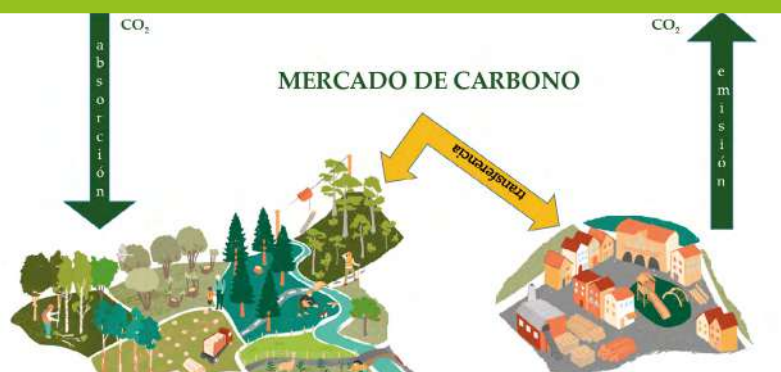 CO₂
CO₂
absorción
MERCADO DE CARBONO
emisión
transferencia